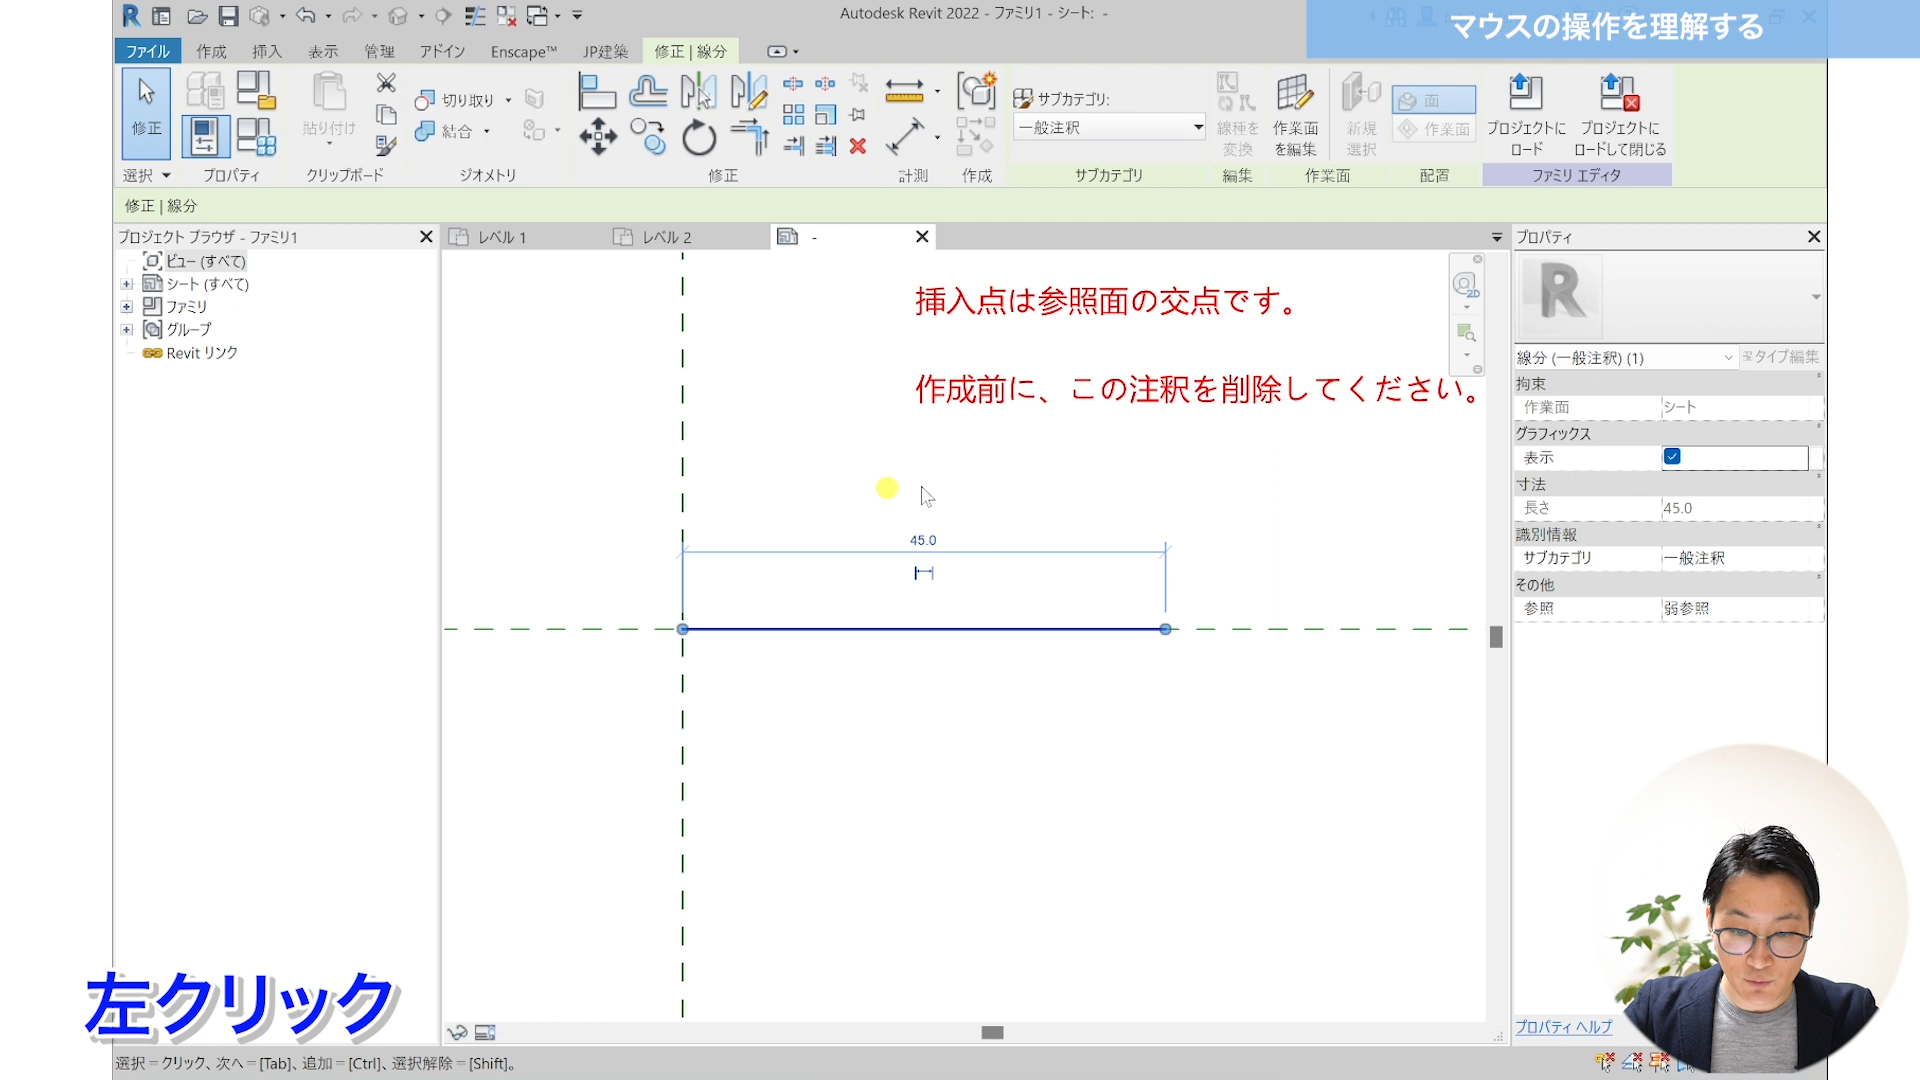 Autodesk Revit 2022 - ファミリ1 - シート: -
マウスの操作を理解する
ファイル 作成 挿入 表示 管理 アドイン Enscape™ JP建築 修正 | 線分
修正
貼り付け
切り取り
結合
サブカテゴリ:
一般注釈
線種を
変換
作業面
を編集
新規
選択
面
作業面
プロジェクトに
ロード
プロジェクトに
ロードして閉じる
選択 プロパティ クリップボード ジオメトリ 修正 計測 作成 サブカテゴリ 編集 作業面 配置 ファミリ エディタ
修正 | 線分
プロジェクト ブラウザ - ファミリ1
レベル 1
レベル 2
-
プロパティ
ビュー (すべて)
シート (すべて)
ファミリ
グループ
Revit リンク
挿入点は参照面の交点です。
作成前に、この注釈を削除してください。
2D
45.0
R
線分 (一般注釈) (1)
タイプ編集
拘束
作業面 シート
グラフィックス
表示
寸法
長さ 45.0
識別情報
サブカテゴリ 一般注釈
その他
参照 弱参照
プロパティ ヘルプ
左クリック
選択 = クリック、次へ = [Tab]、追加 = [Ctrl]、選択解除 = [Shift]。